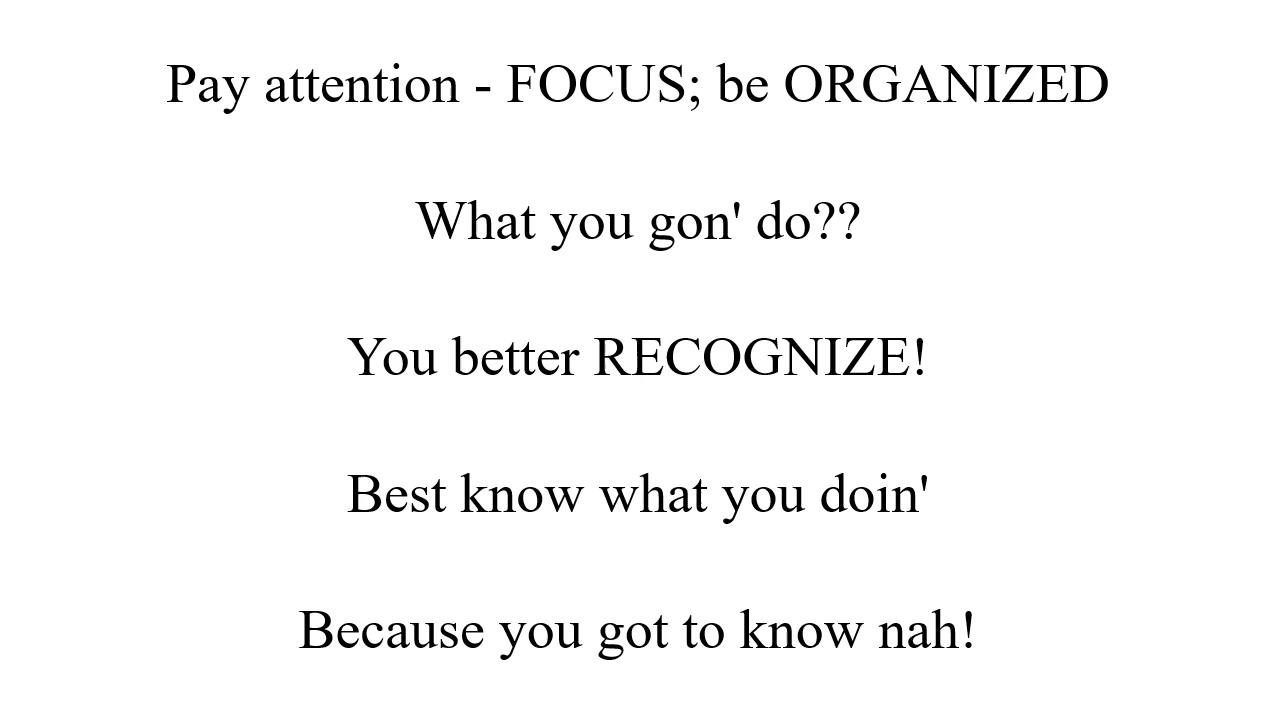 Pay attention - FOCUS; be ORGANIZED
What you gon' do??
You better RECOGNIZE!
Best know what you doin'
Because you got to know nah!